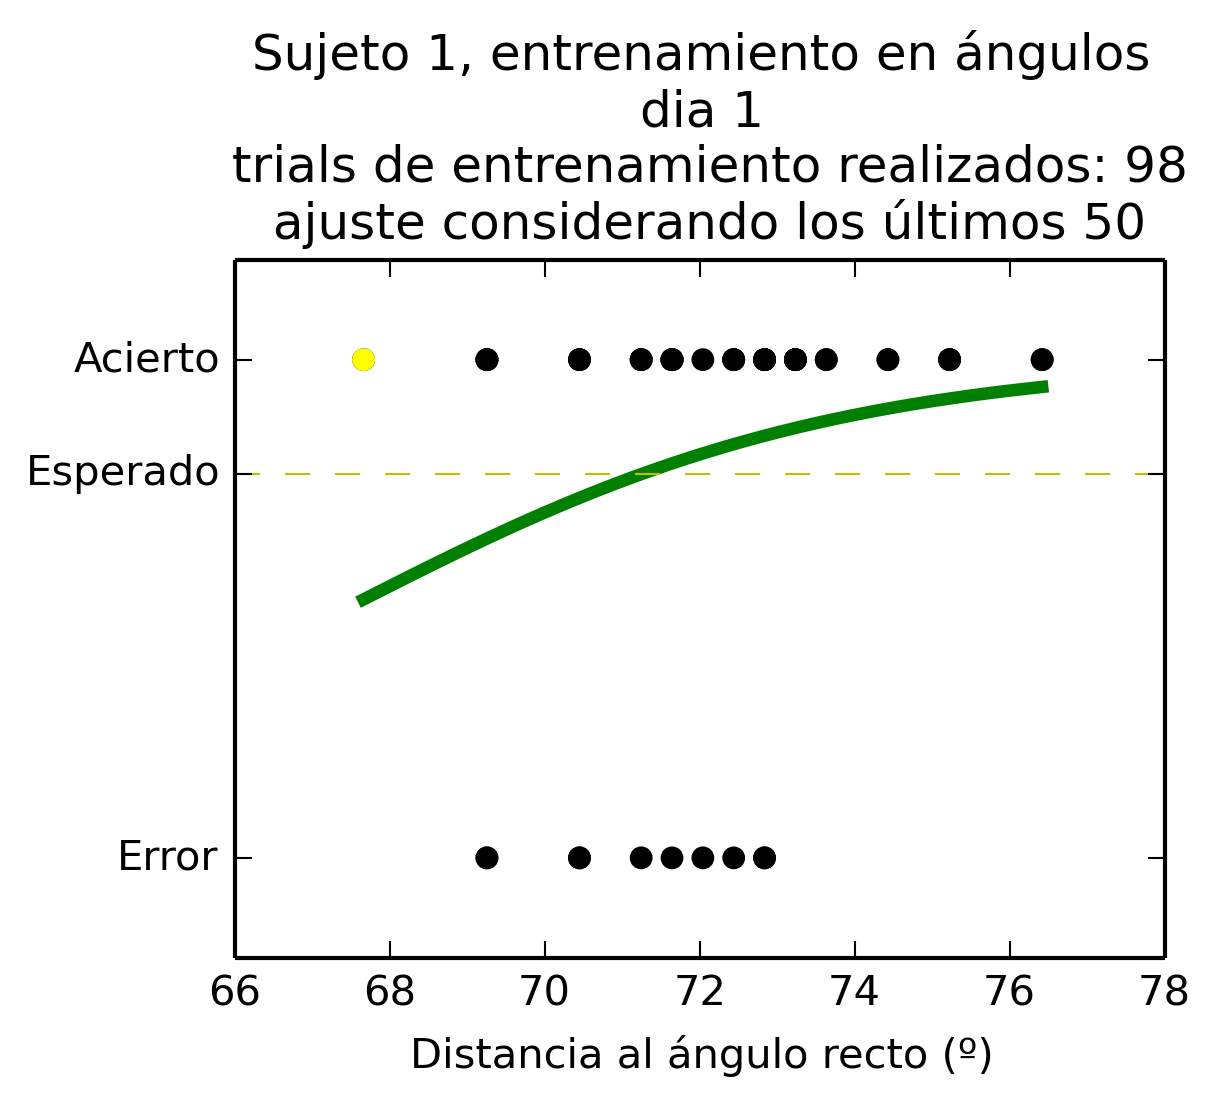 Sujeto 1, entrenamiento en ángulos
dia 1
trials de entrenamiento realizados: 98
ajuste considerando los últimos 50
Acierto
Esperado
Error
66 68 70 72 74 76 78
Distancia al ángulo recto (º)